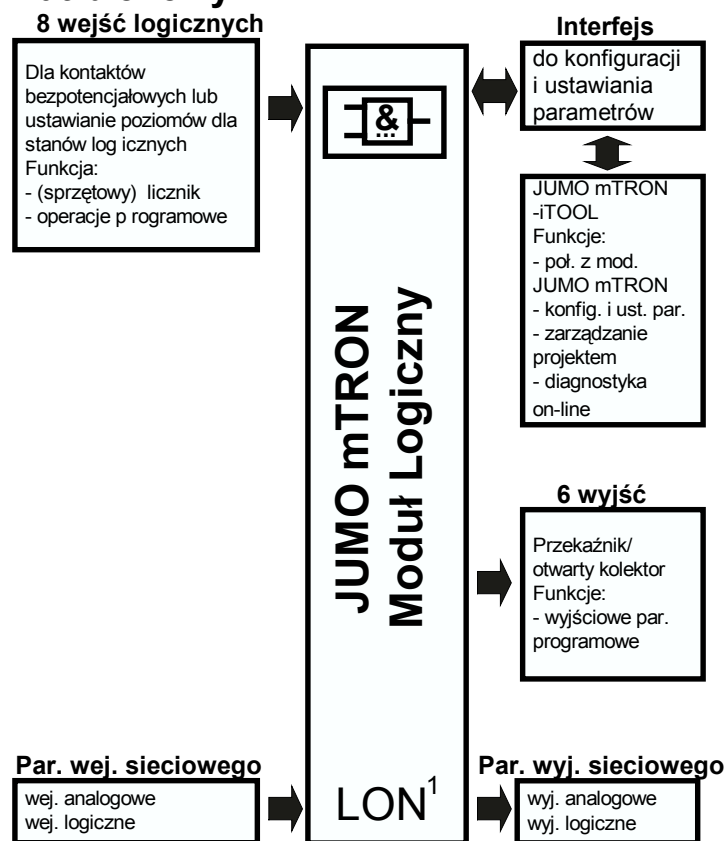 8 wejść logicznych
Dla kontaktów
bezpotencjałowych lub
ustawianie poziomów dla
stanów log icznych
Funkcja:
- (sprzętowy) licznik
- operacje p rogramowe
&
...
JUMO mTRON
Moduł Logiczny
LON1
Interfejs
do konfiguracji
i ustawiania
parametrów
JUMO mTRON
-iTOOL
Funkcje:
- poł. z mod.
JUMO mTRON
- konfig. i ust. par.
- zarządzanie
projektem
- diagnostyka
on-line
6 wyjść
Przekaźnik/
otwarty kolektor
Funkcje:
- wyjściowe par.
programowe
Par. wej. sieciowego
wej. analogowe
wej. logiczne
Par. wyj. sieciowego
wyj. analogowe
wyj. logiczne